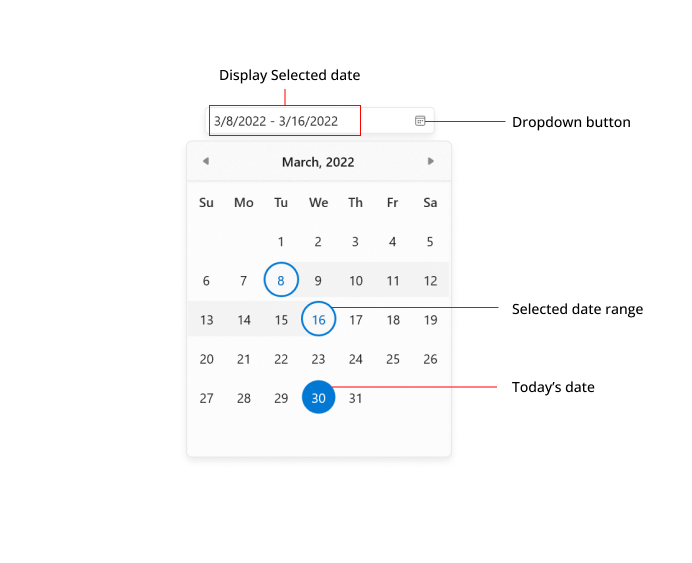 Display Selected date
3/8/2022 - 3/16/2022
Dropdown button
March, 2022
Su Mo Tu We Th Fr Sa
1 2 3 4 5
6 7 8 9 10 11 12
Selected date range
13 14 15 16 17 18 19
20 21 22 23 24 25 26
Today’s date
27 28 29 30 31